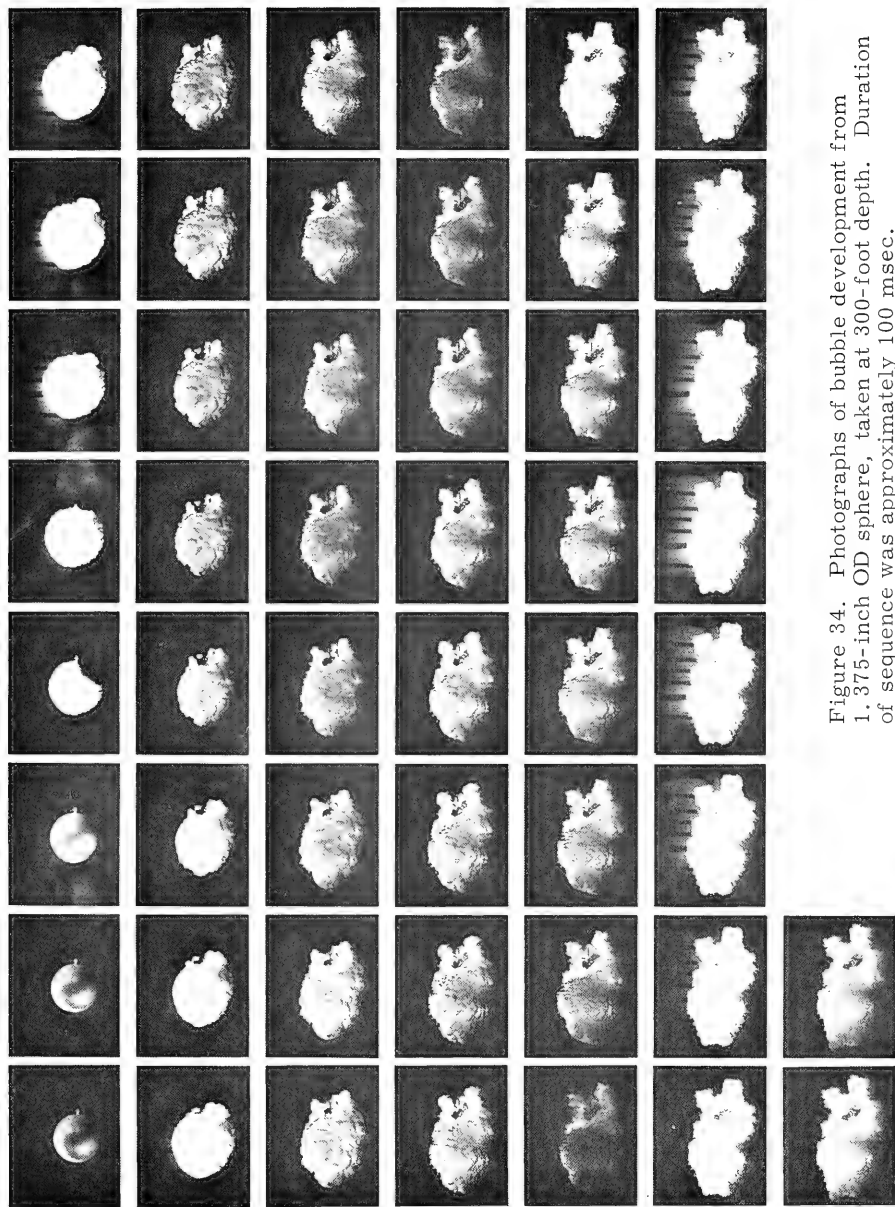 Figure 34. Photographs of bubble development from
1.375-inch OD sphere, taken at 300-foot depth. Duration
of sequence was approximately 100 msec.